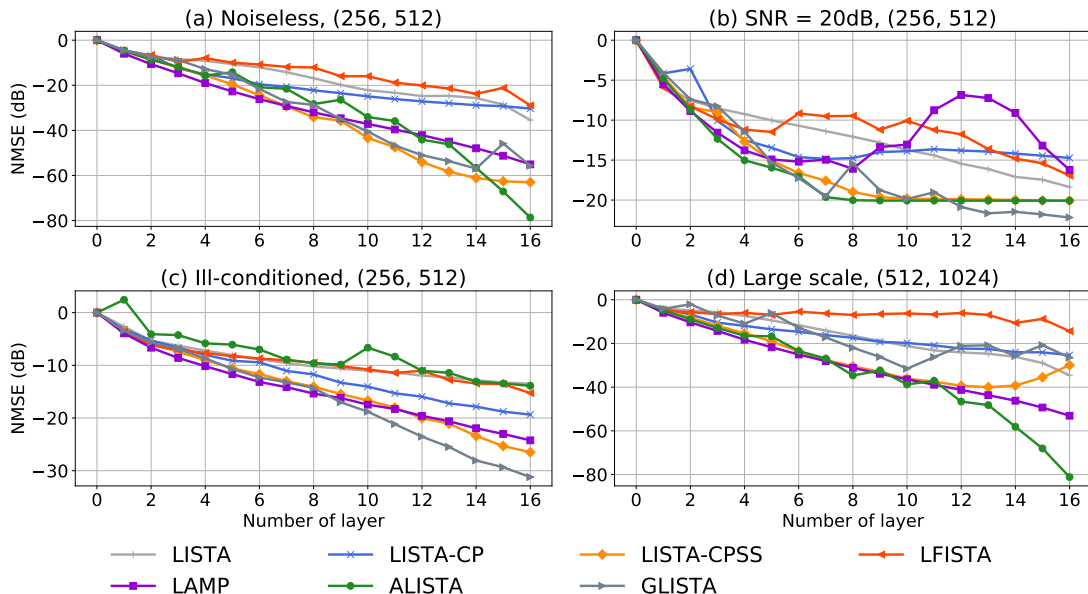 (a) Noiseless, (256, 512)
(b) SNR = 20dB, (256, 512)
NMSE (dB)
0
−20
−40
−60
−80
0 2 4 6 8 10 12 14 16
0
−5
−10
−15
−20
0 2 4 6 8 10 12 14 16
(c) Ill-conditioned, (256, 512)
(d) Large scale, (512, 1024)
NMSE (dB)
0
−10
−20
−30
0 2 4 6 8 10 12 14 16
Number of layer
0
−20
−40
−60
−80
0 2 4 6 8 10 12 14 16
Number of layer
LISTA LISTA-CP LISTA-CPSS LFISTA
LAMP ALISTA GLISTA